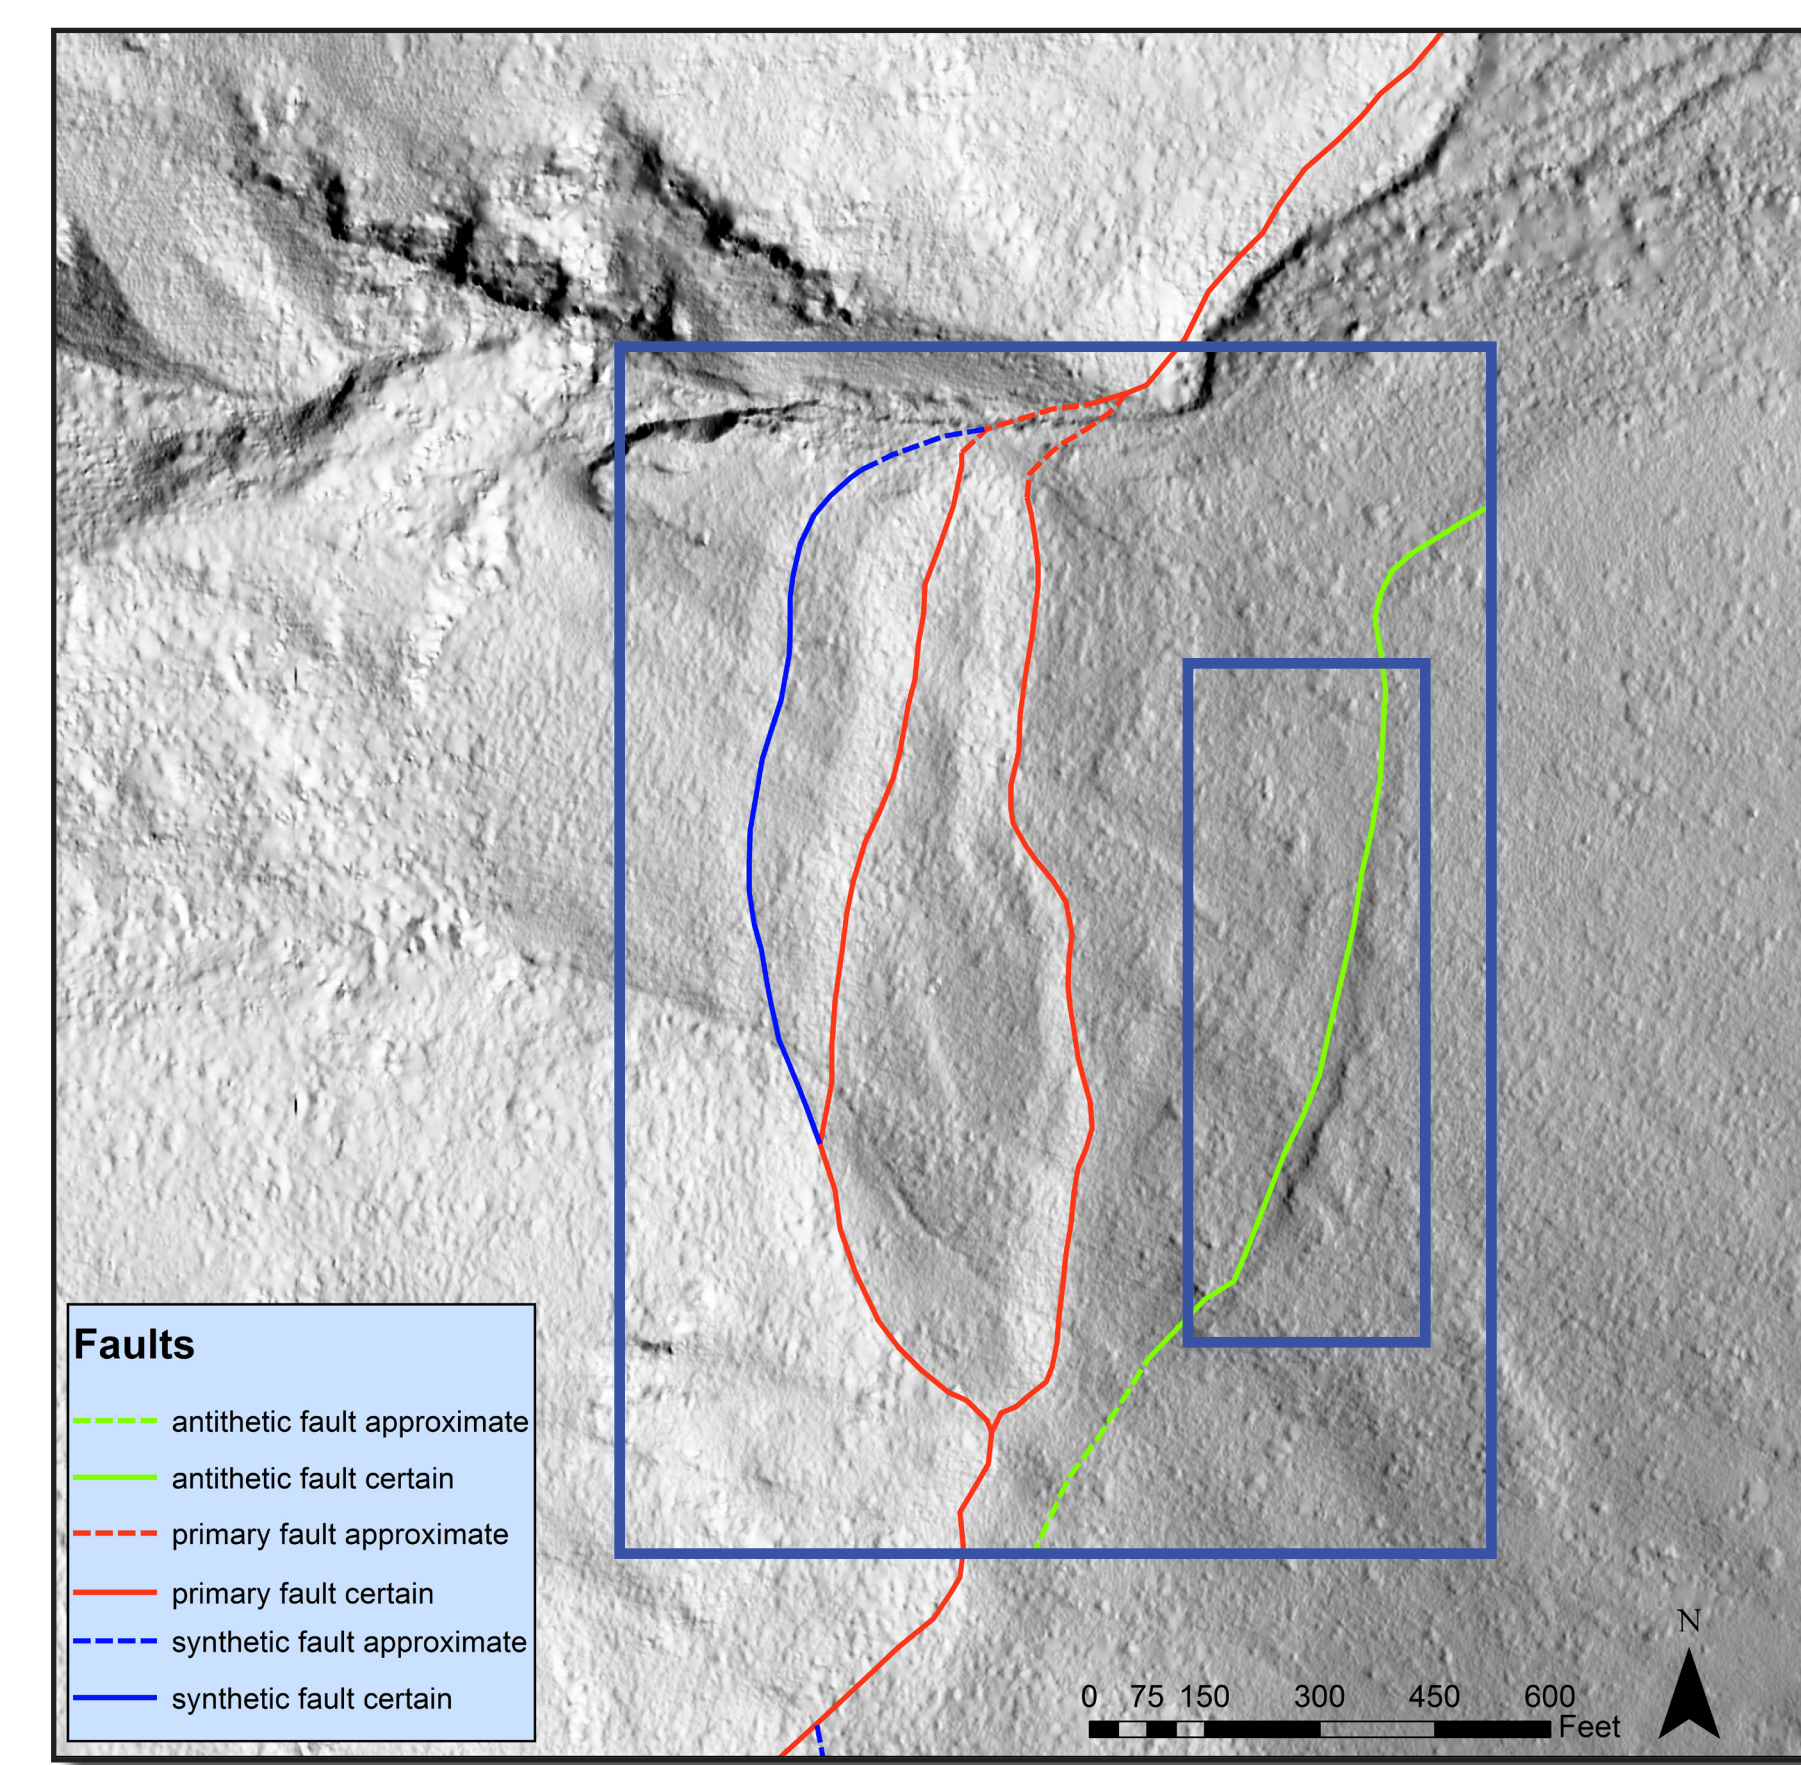 Faults
antithetic fault approximate
antithetic fault certain
primary fault approximate
primary fault certain
synthetic fault approximate
synthetic fault certain
N
0 75 150 300 450 600
Feet